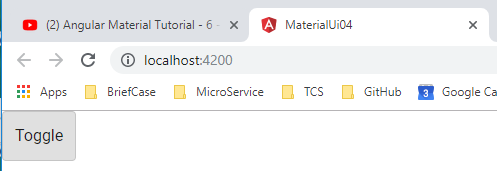 (2) Angular Material Tutorial - 6 - MaterialUi04
localhost:4200
Apps BriefCase MicroService TCS GitHub 3 Google Ca
Toggle